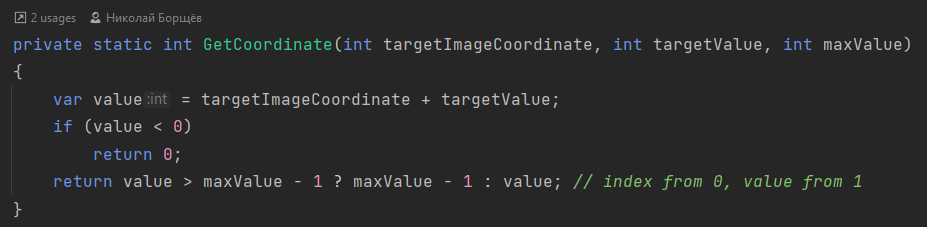 2 usages Николай Борщёв
private static int GetCoordinate(int targetImageCoordinate, int targetValue, int maxValue)
{
    var value :int = targetImageCoordinate + targetValue;
    if (value < 0)
        return 0;
    return value > maxValue - 1 ? maxValue - 1 : value; // index from 0, value from 1
}